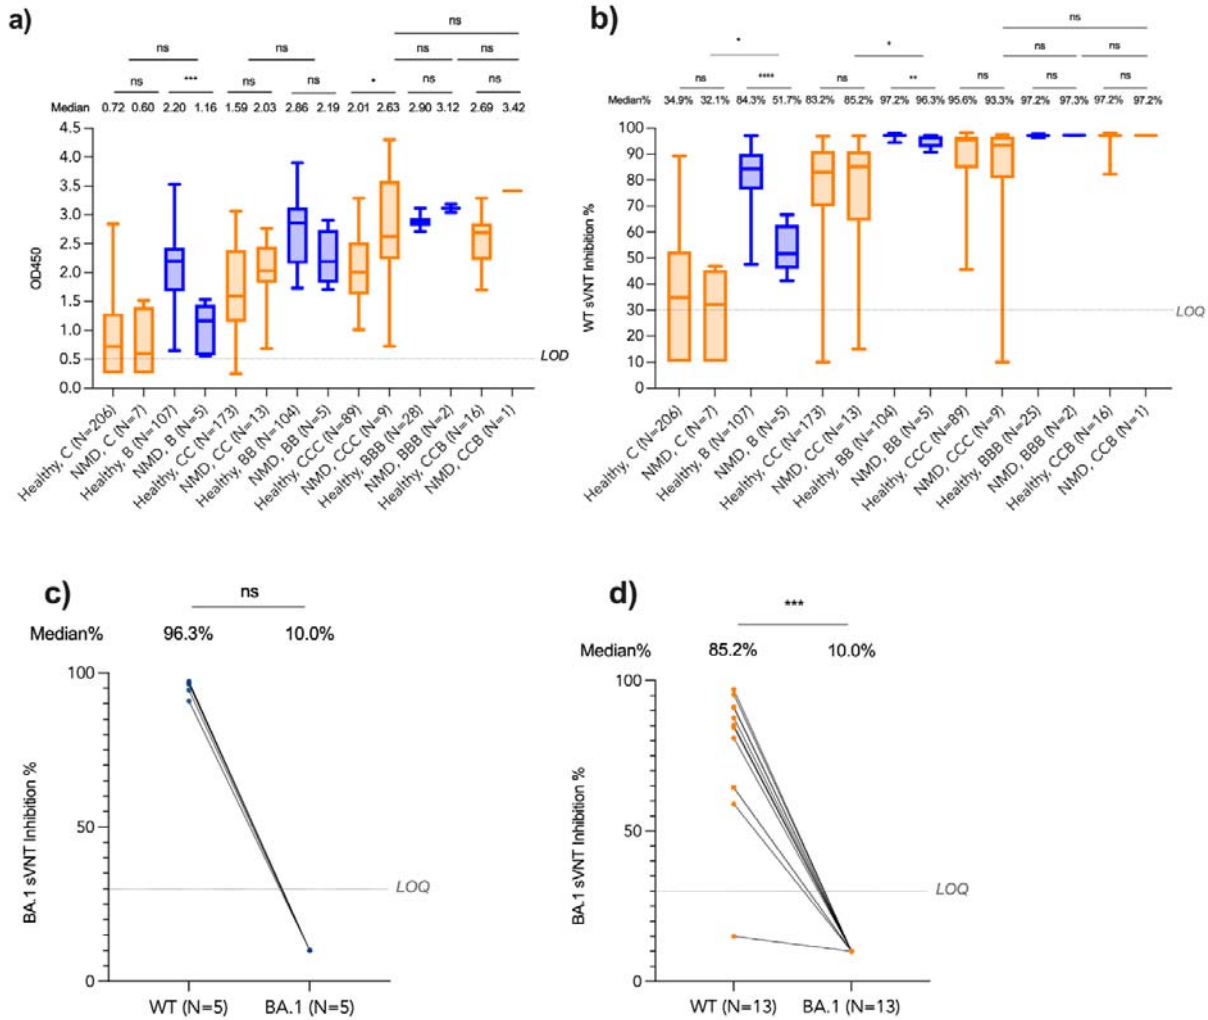 a)
ns
ns ns ns ns
ns *** ns ns * ns ns
Median 0.72 0.60 2.20 1.16 1.59 2.03 2.86 2.19 2.01 2.63 2.90 3.12 2.69 3.42
4.5
4.0
3.5
3.0
2.5
2.0
1.5
1.0
0.5
0.0
OD450
LOD
Healthy, C (N=206)
NMD, C (N=7)
Healthy, B (N=107)
NMD, B (N=5)
Healthy, CC (N=173)
NMD, CC (N=13)
Healthy, BB (N=104)
NMD, BB (N=5)
Healthy, CCC (N=89)
NMD, CCC (N=9)
Healthy, BBB (N=28)
NMD, BBB (N=2)
Healthy, CCB (N=16)
NMD, CCB (N=1)
b)
ns
* * ns ns
ns **** ns ** ns ns ns
Median% 34.9% 32.1% 84.3% 51.7% 83.2% 85.2% 97.2% 96.3% 95.6% 93.3% 97.2% 97.3% 97.2% 97.2%
100
90
80
70
60
50
40
30
20
10
0
WT sVNT Inhibition %
LOQ
Healthy, C (N=206)
NMD, C (N=7)
Healthy, B (N=107)
NMD, B (N=5)
Healthy, CC (N=173)
NMD, CC (N=13)
Healthy, BB (N=104)
NMD, BB (N=5)
Healthy, CCC (N=89)
NMD, CCC (N=9)
Healthy, BBB (N=25)
NMD, BBB (N=2)
Healthy, CCB (N=16)
NMD, CCB (N=1)
c)
ns
Median% 96.3% 10.0%
100
50
0
BA.1 sVNT Inhibition %
LOQ
WT (N=5) BA.1 (N=5)
d)
***
Median% 85.2% 10.0%
100
50
0
BA.1 sVNT Inhibition %
LOQ
WT (N=13) BA.1 (N=13)